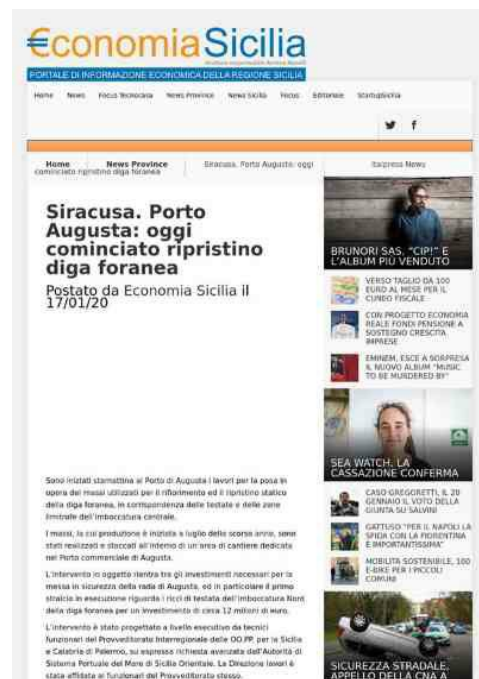 €conomiaSicilia
PORTALE DI INFORMAZIONE ECONOMICA DELLA REGIONE SICILIA
Home News Focus Tecnocasa News Province News Sicilia Focus Editoriale StartupSicilia
Home News Province Siracusa. Porto Augusta: oggi
cominciato ripristino diga foranea
Siracusa. Porto
Augusta: oggi
cominciato ripristino
diga foranea
Postato da Economia Sicilia il
17/01/20
Sono iniziati stamattina al Porto di Augusta i lavori per la posa in
opera dei massi utilizzati per il rifiorimento ed il ripristino statico
della diga foranea, in corrispondenza delle testate e delle zone
limitrofe dell'imboccatura centrale.
I massi, la cui produzione è iniziata a luglio dello scorso anno, sono
stati realizzati e stoccati all'interno di un area di cantiere dedicata
nel Porto commerciale di Augusta.
L'intervento in oggetto rientra tra gli investimenti necessari per la
messa in sicurezza della rada di Augusta, ed in particolare il primo
stralcio in esecuzione riguarda i ricci di testata dell'imboccatura Nord
della diga foranea per un investimento di circa 12 milioni di euro.
L'intervento è stato progettato a livello esecutivo da tecnici
funzionari del Provveditorato Interregionale delle OO.PP. per la Sicilia
e Calabria di Palermo, su espressa richiesta avanzata dell'Autorità di
Sistema Portuale del Mare di Sicilia Orientale. La Direzione lavori è
stata affidata ai funzionari del Provveditorato stesso.
Italpress News
BRUNORI SAS, "CIP!" E
L'ALBUM PIÙ VENDUTO
VERSO TAGLIO DA 100
EURO AL MESE PER IL
CUNEO FISCALE
CON PROGETTO ECONOMIA
REALE FONDI PENSIONE A
SOSTEGNO CRESCITA
IMPRESE
EMINEM, ESCE A SORPRESA
IL NUOVO ALBUM "MUSIC
TO BE MURDERED BY"
SEA WATCH, LA
CASSAZIONE CONFERMA
CASO GREGORETTI, IL 20
GENNAIO IL VOTO DELLA
GIUNTA SU SALVINI
GATTUSO "PER IL NAPOLI LA
SFIDA CON LA FIORENTINA
È IMPORTANTISSIMA"
MOBILITÀ SOSTENIBILE, 100
E-BIKE PER I PICCOLI
COMUNI
SICUREZZA STRADALE,
APPELLO DELLA CNA A